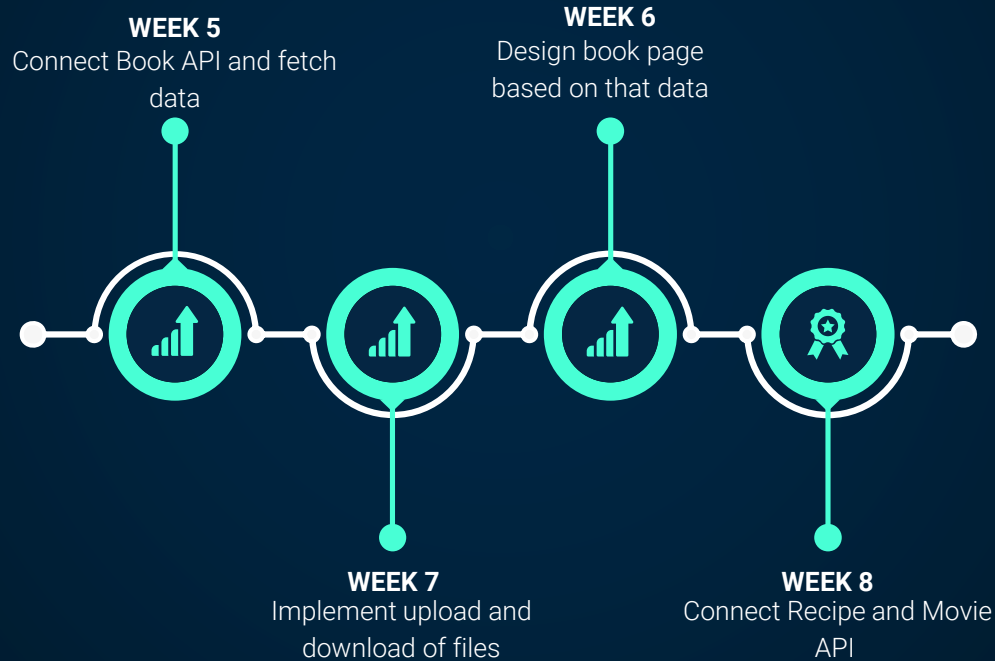 WEEK 5
Connect Book API and fetch
data
WEEK 6
Design book page
based on that data
WEEK 7
Implement upload and
download of files
WEEK 8
Connect Recipe and Movie
API